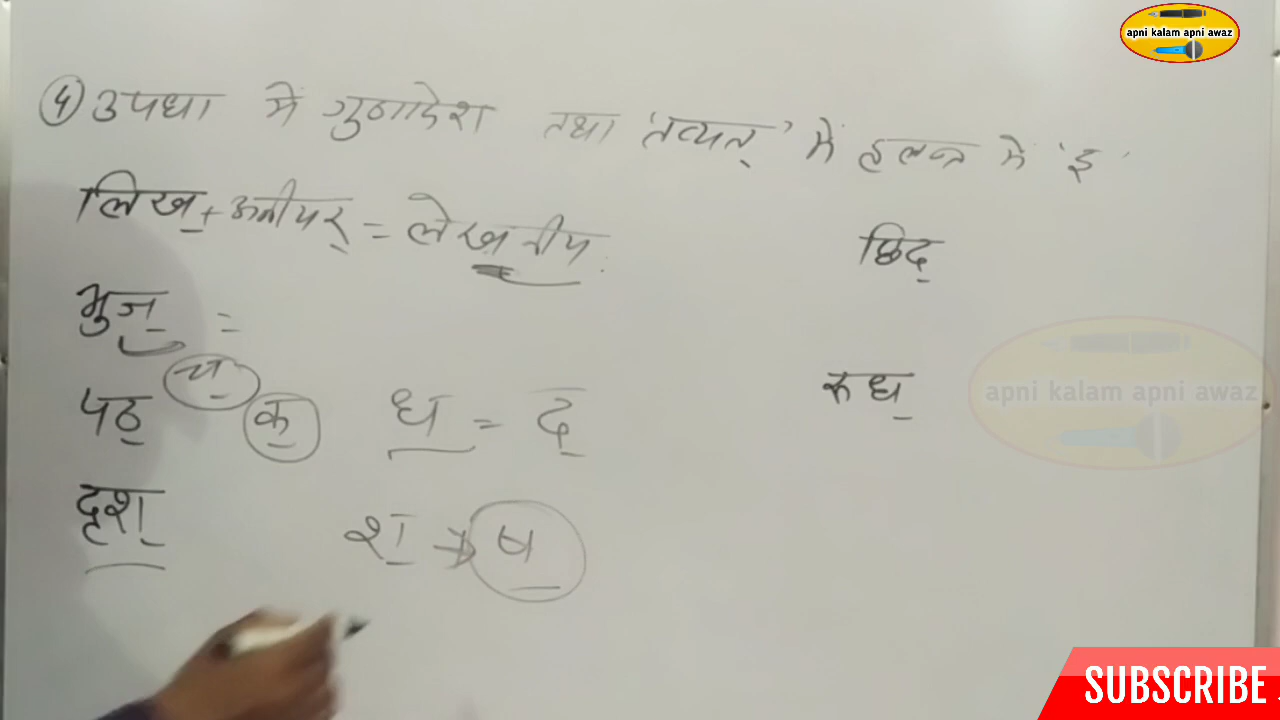 apni kalam apni awaz
④ उपधा में गुणादेश तथा 'तव्यत्' में हलन्त में 'इ'
लिख् + अनीयर् = लेखनीय
छिद्
भुज् =
च्
apni kalam apni awaz
पठ् क् ध = द्
रुध्
दृश् श् → ष्
SUBSCRIBE